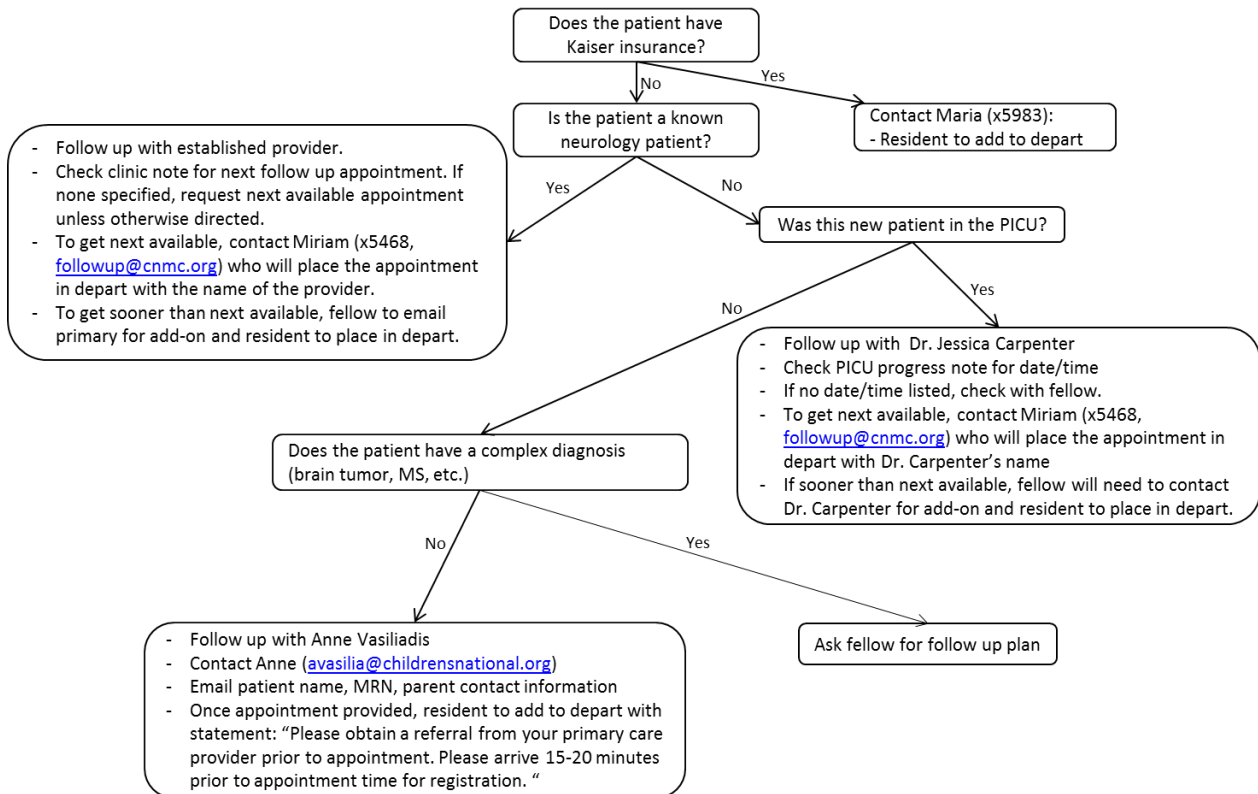 Does the patient have
Kaiser insurance?
No
Yes
Is the patient a known
neurology patient?
Contact Maria (x5983):
- Resident to add to depart
Yes
No
- Follow up with established provider.
- Check clinic note for next follow up appointment. If
none specified, request next available appointment
unless otherwise directed.
- To get next available, contact Miriam (x5468,
followup@cnmc.org) who will place the appointment
in depart with the name of the provider.
- To get sooner than next available, fellow to email
primary for add-on and resident to place in depart.
Was this new patient in the PICU?
No
Yes
- Follow up with Dr. Jessica Carpenter
- Check PICU progress note for date/time
- If no date/time listed, check with fellow.
- To get next available, contact Miriam (x5468,
followup@cnmc.org) who will place the appointment in
depart with Dr. Carpenter’s name
- If sooner than next available, fellow will need to contact
Dr. Carpenter for add-on and resident to place in depart.
Does the patient have a complex diagnosis
(brain tumor, MS, etc.)
No
Yes
- Follow up with Anne Vasiliadis
- Contact Anne (avasilia@childrensnational.org)
- Email patient name, MRN, parent contact information
- Once appointment provided, resident to add to depart with
statement: “Please obtain a referral from your primary care
provider prior to appointment. Please arrive 15-20 minutes
prior to appointment time for registration. “
Ask fellow for follow up plan